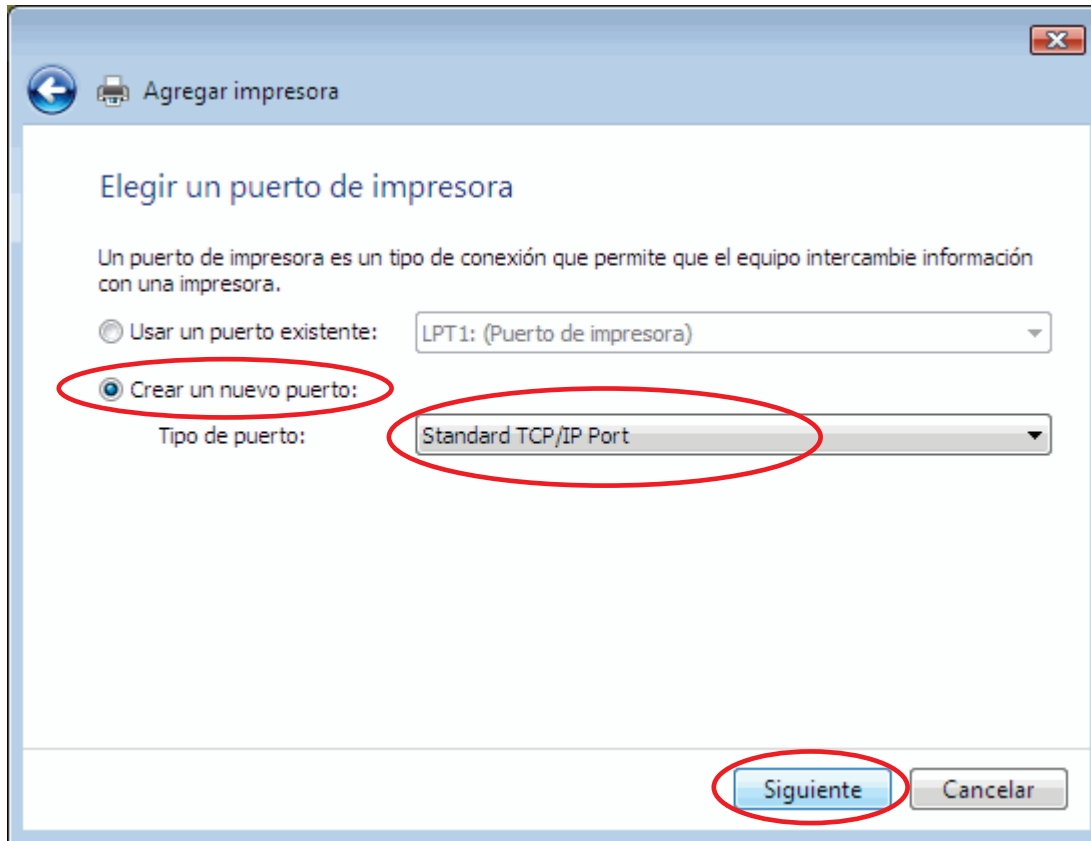 Agregar impresora
Elegir un puerto de impresora
Un puerto de impresora es un tipo de conexión que permite que el equipo intercambie información
con una impresora.
Usar un puerto existente: LPT1: (Puerto de impresora)
Crear un nuevo puerto:
Tipo de puerto: Standard TCP/IP Port
Siguiente Cancelar